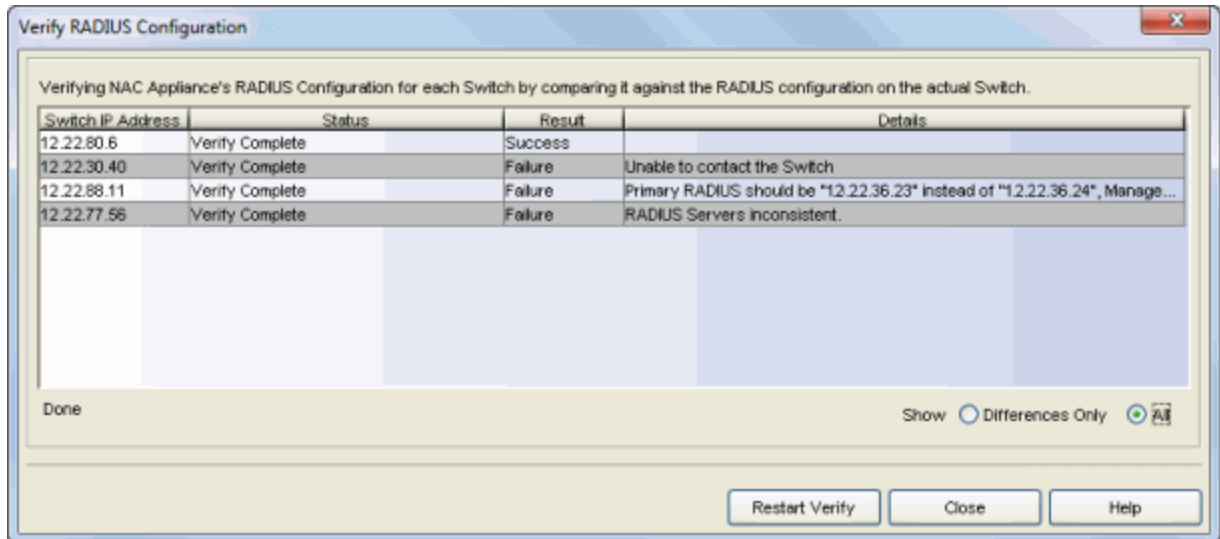 Verify RADIUS Configuration
Verifying NAC Appliance's RADIUS Configuration for each Switch by comparing it against the RADIUS configuration on the actual Switch.
Switch IP Address Status Result Details
12.22.80.6 Verify Complete Success
12.22.30.40 Verify Complete Failure Unable to contact the Switch
12.22.88.11 Verify Complete Failure Primary RADIUS should be "12.22.36.23" instead of "12.22.36.24", Manage...
12.22.77.56 Verify Complete Failure RADIUS Servers inconsistent.
Done Show Differences Only All
Restart Verify Close Help